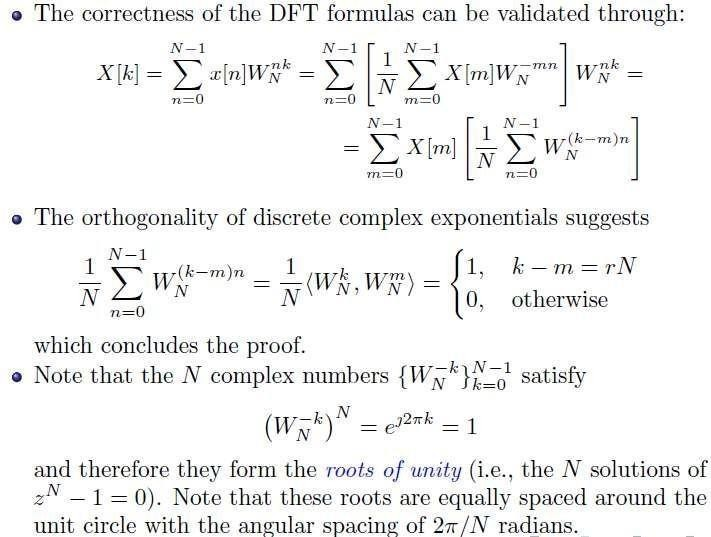 • The correctness of the DFT formulas can be validated through:
X[k] = \sum_{n=0}^{N-1} x[n]W_N^{nk} = \sum_{n=0}^{N-1} \left[ \frac{1}{N} \sum_{m=0}^{N-1} X[m]W_N^{-mn} \right] W_N^{nk} =
= \sum_{m=0}^{N-1} X[m] \left[ \frac{1}{N} \sum_{n=0}^{N-1} W_N^{(k-m)n} \right]
• The orthogonality of discrete complex exponentials suggests
\frac{1}{N} \sum_{n=0}^{N-1} W_N^{(k-m)n} = \frac{1}{N} \langle W_N^k, W_N^m \rangle = \begin{cases} 1, & k - m = rN \\ 0, & \text{otherwise} \end{cases}
which concludes the proof.
• Note that the N complex numbers \{W_N^{-k}\}_{k=0}^{N-1} satisfy
\left(W_N^{-k}\right)^N = e^{\jmath 2\pi k} = 1
and therefore they form the roots of unity (i.e., the N solutions of
z^N − 1 = 0). Note that these roots are equally spaced around the
unit circle with the angular spacing of 2π/N radians.